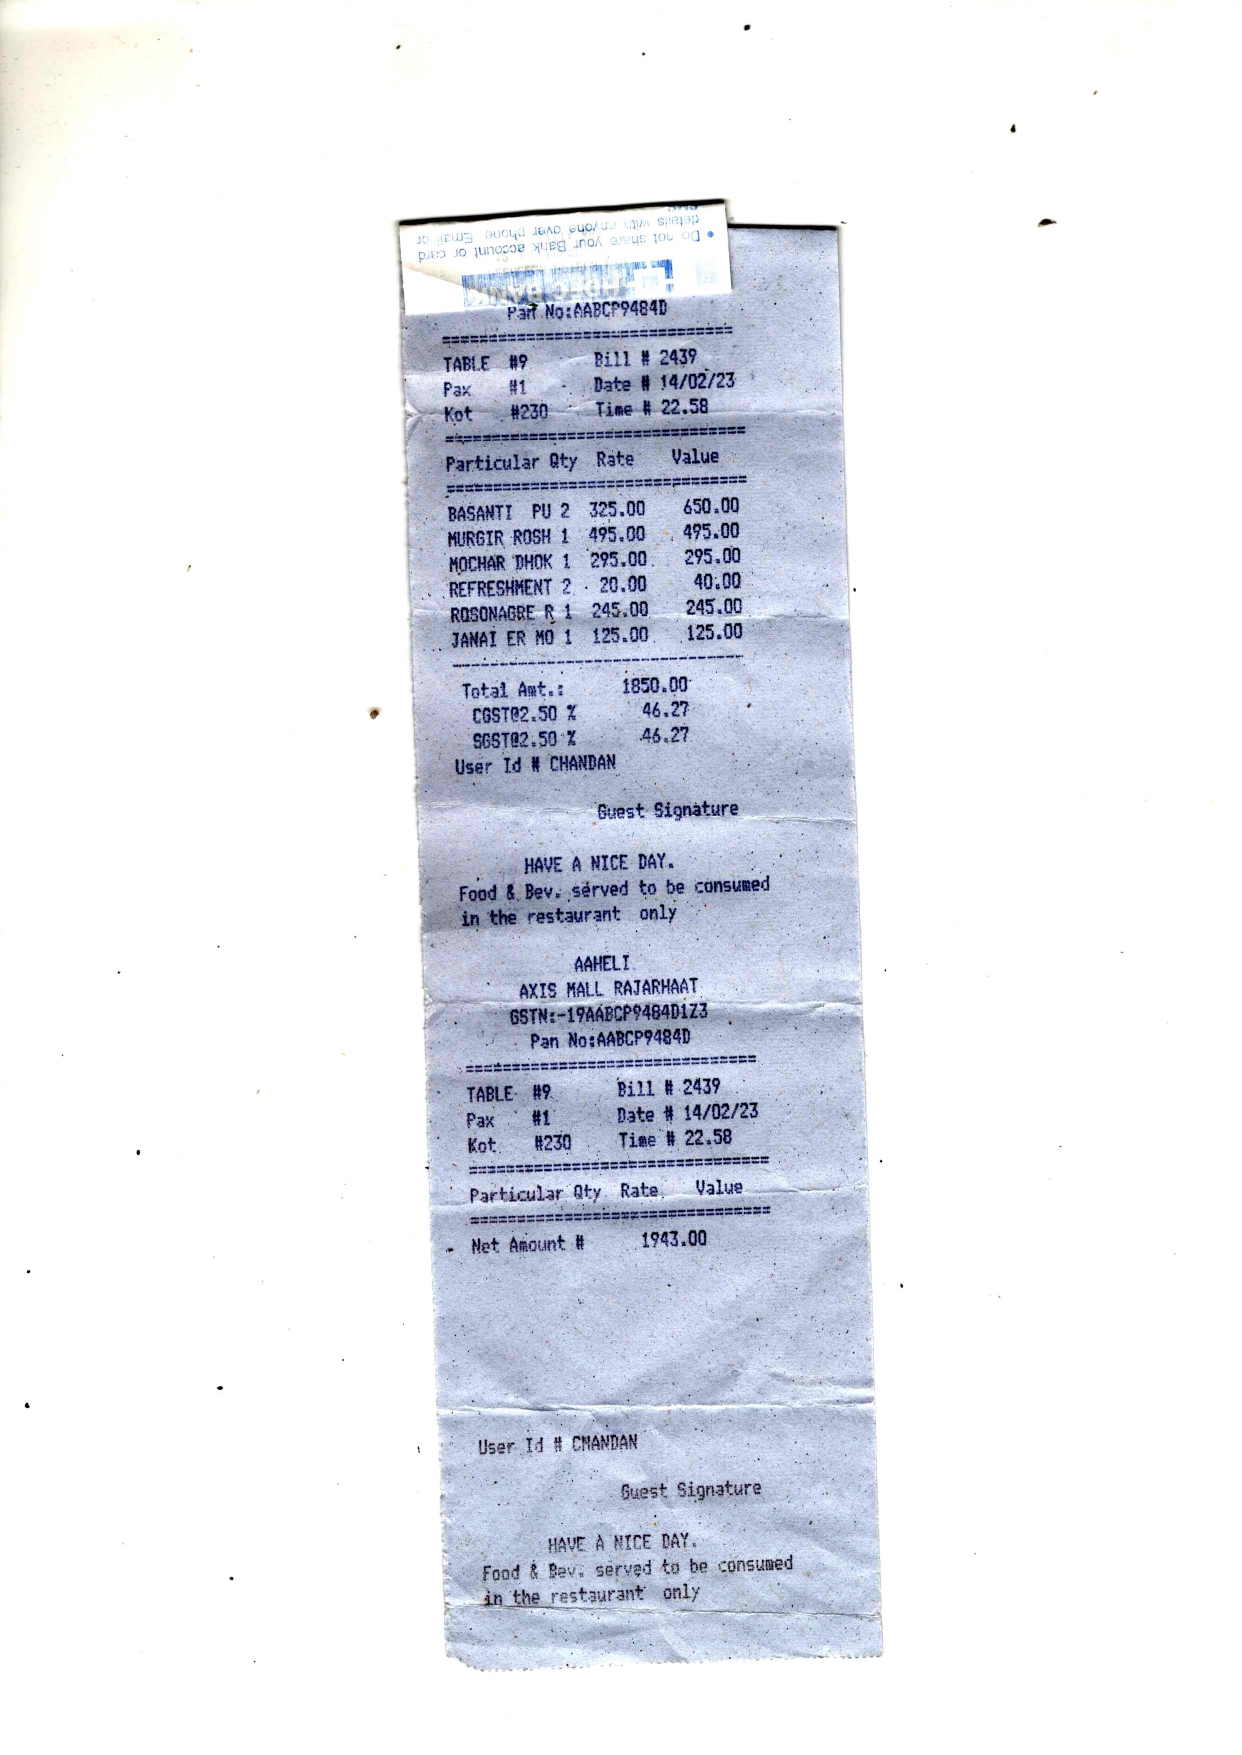 • Do not share your Bank account or card
details with anyone over phone, Email or
SMS
HDFC BANK
Pan No:AABCP9484D
================================
TABLE #9 Bill # 2439
Pax #1 Date # 14/02/23
Kot #230 Time # 22.58
================================
Particular Qty Rate Value
================================
BASANTI PU 2 325.00 650.00
MURGIR ROSH 1 495.00 495.00
MOCHAR DHOK 1 295.00 295.00
REFRESHMENT 2 20.00 40.00
ROSONAGRE R 1 245.00 245.00
JANAI ER MO 1 125.00 125.00
--------------------------------
Total Amt.: 1850.00
CGST@2.50 % 46.27
SGST@2.50 % 46.27
User Id # CHANDAN
Guest Signature
HAVE A NICE DAY.
Food & Bev. served to be consumed
in the restaurant only
AAHELI
AXIS MALL RAJARHAAT
GSTN:-19AABCP9484D1Z3
Pan No:AABCP9484D
================================
TABLE #9 Bill # 2439
Pax #1 Date # 14/02/23
Kot #230 Time # 22.58
================================
Particular Qty Rate Value
================================
Net Amount # 1943.00
User Id # CHANDAN
Guest Signature
HAVE A NICE DAY.
Food & Bev. served to be consumed
in the restaurant only